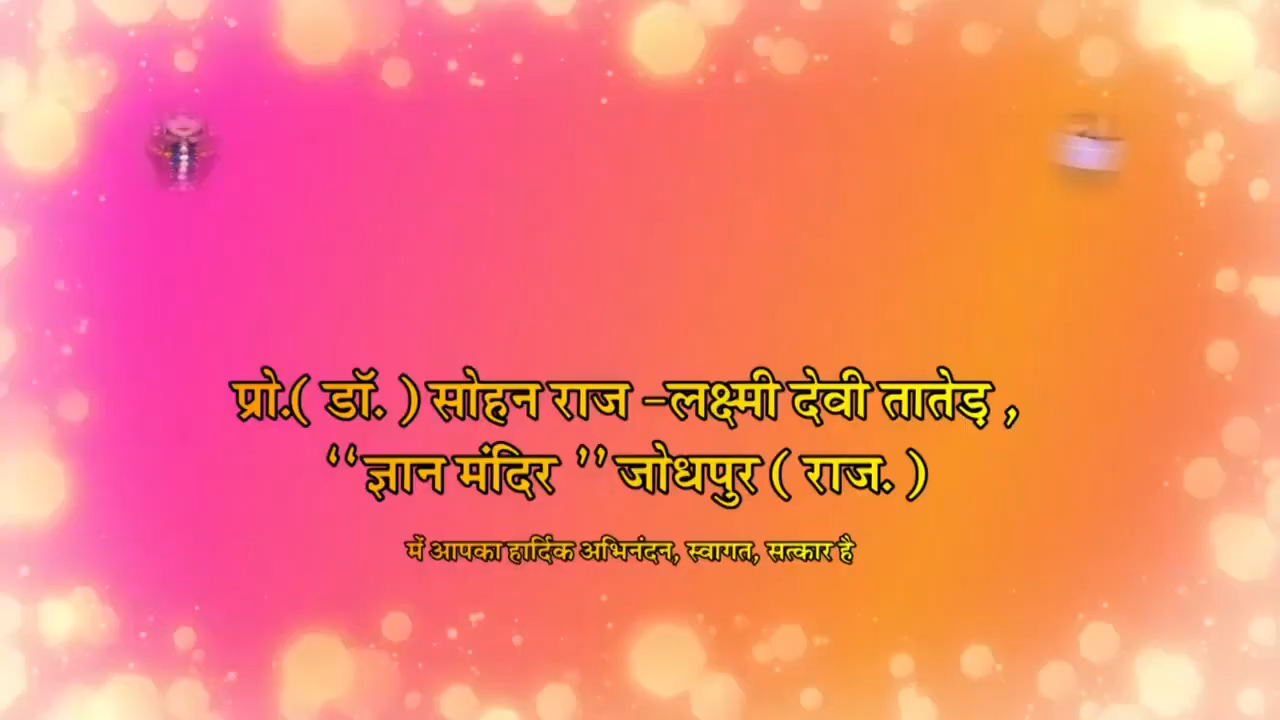 प्रो.( डॉ. ) सोहन राज -लक्ष्मी देवी तातेड़ ,
‘‘ज्ञान मंदिर ’’ जोधपुर ( राज. )
में आपका हार्दिक अभिनंदन, स्वागत, सत्कार है